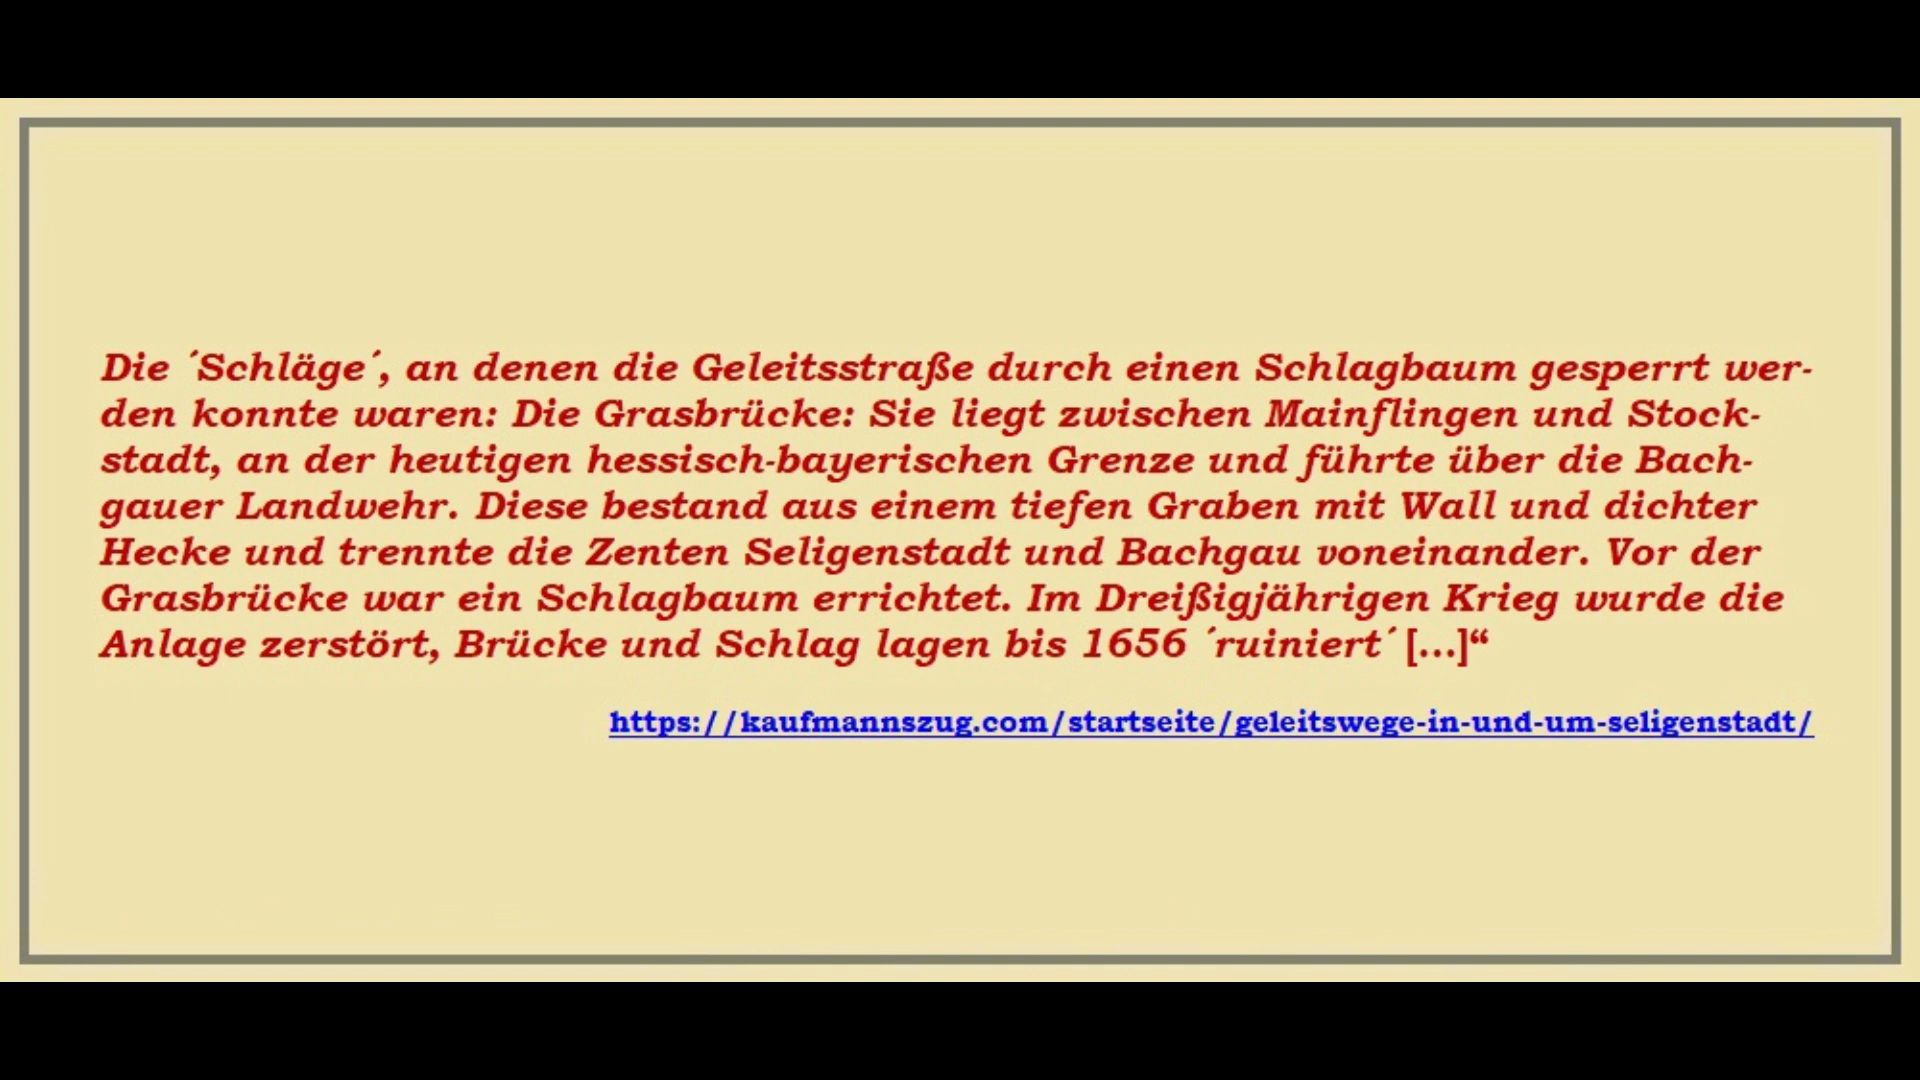 Die ´Schläge´, an denen die Geleitsstraße durch einen Schlagbaum gesperrt wer-
den konnte waren: Die Grasbrücke: Sie liegt zwischen Mainflingen und Stock-
stadt, an der heutigen hessisch-bayerischen Grenze und führte über die Bach-
gauer Landwehr. Diese bestand aus einem tiefen Graben mit Wall und dichter
Hecke und trennte die Zenten Seligenstadt und Bachgau voneinander. Vor der
Grasbrücke war ein Schlagbaum errichtet. Im Dreißigjährigen Krieg wurde die
Anlage zerstört, Brücke und Schlag lagen bis 1656 ´ruiniert´ [...]“
https://kaufmannszug.com/startseite/geleitswege-in-und-um-seligenstadt/